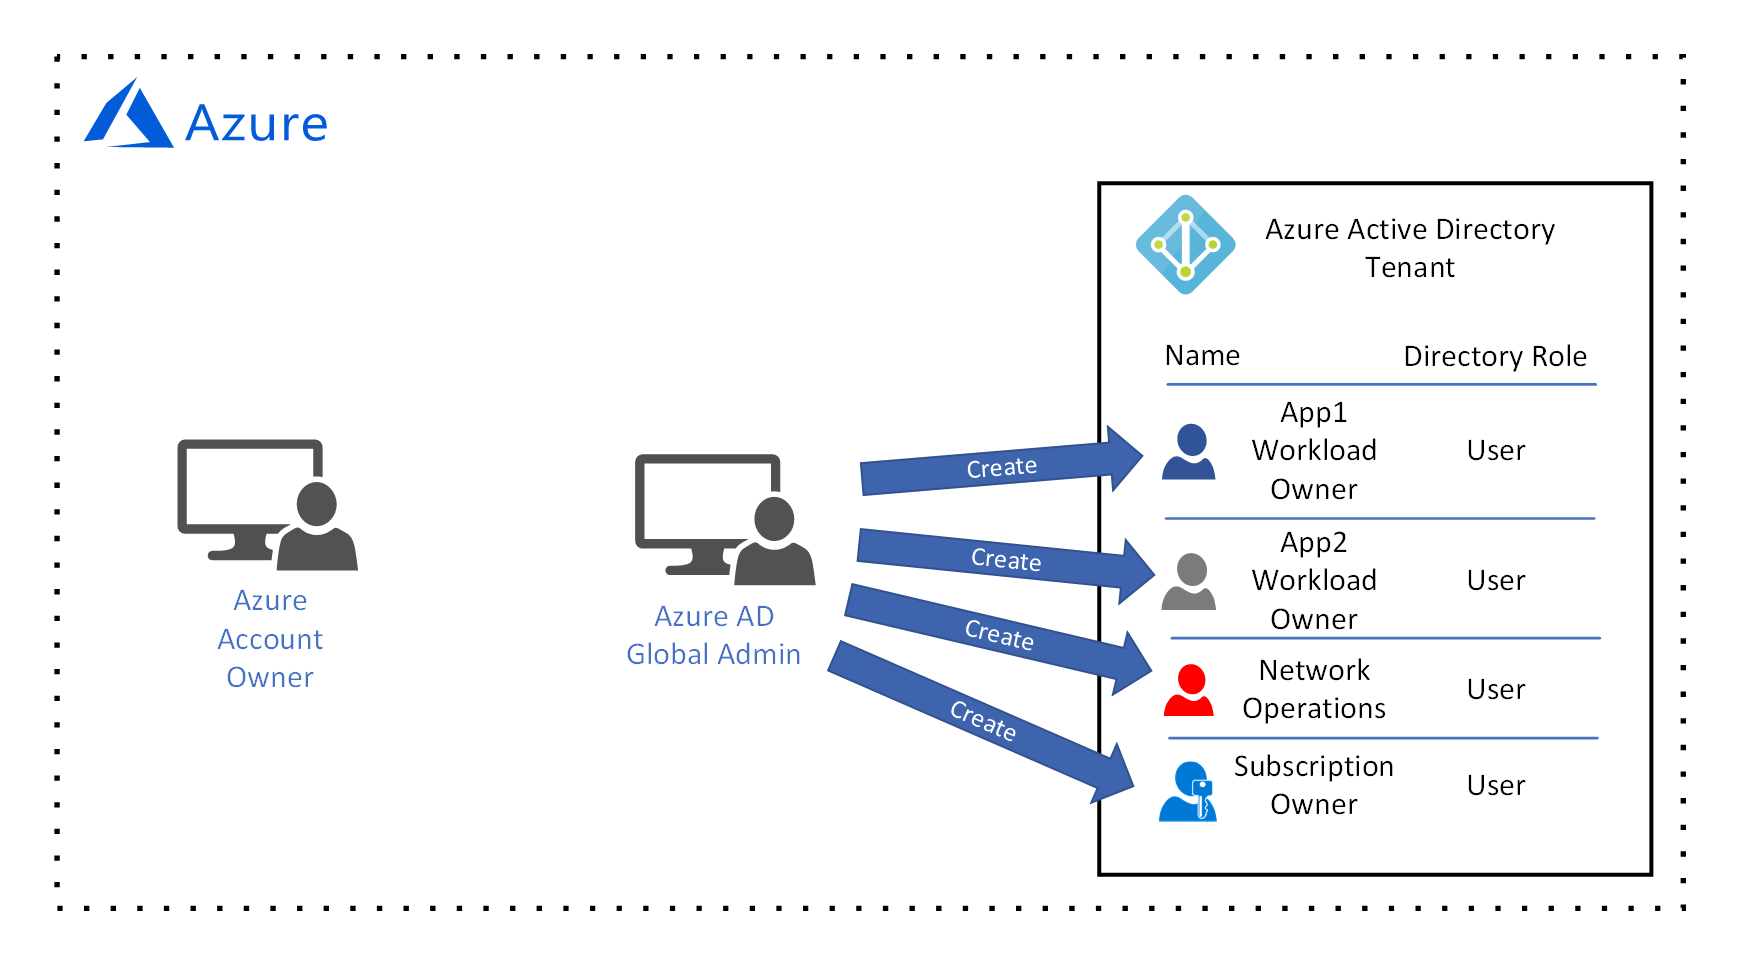 Azure
Azure Active Directory
Tenant
Name
Directory Role
App1
Workload
Owner
User
App2
Workload
Owner
User
Network
Operations
User
Subscription
Owner
User
Create
Create
Create
Create
Azure
Account
Owner
Azure AD
Global Admin